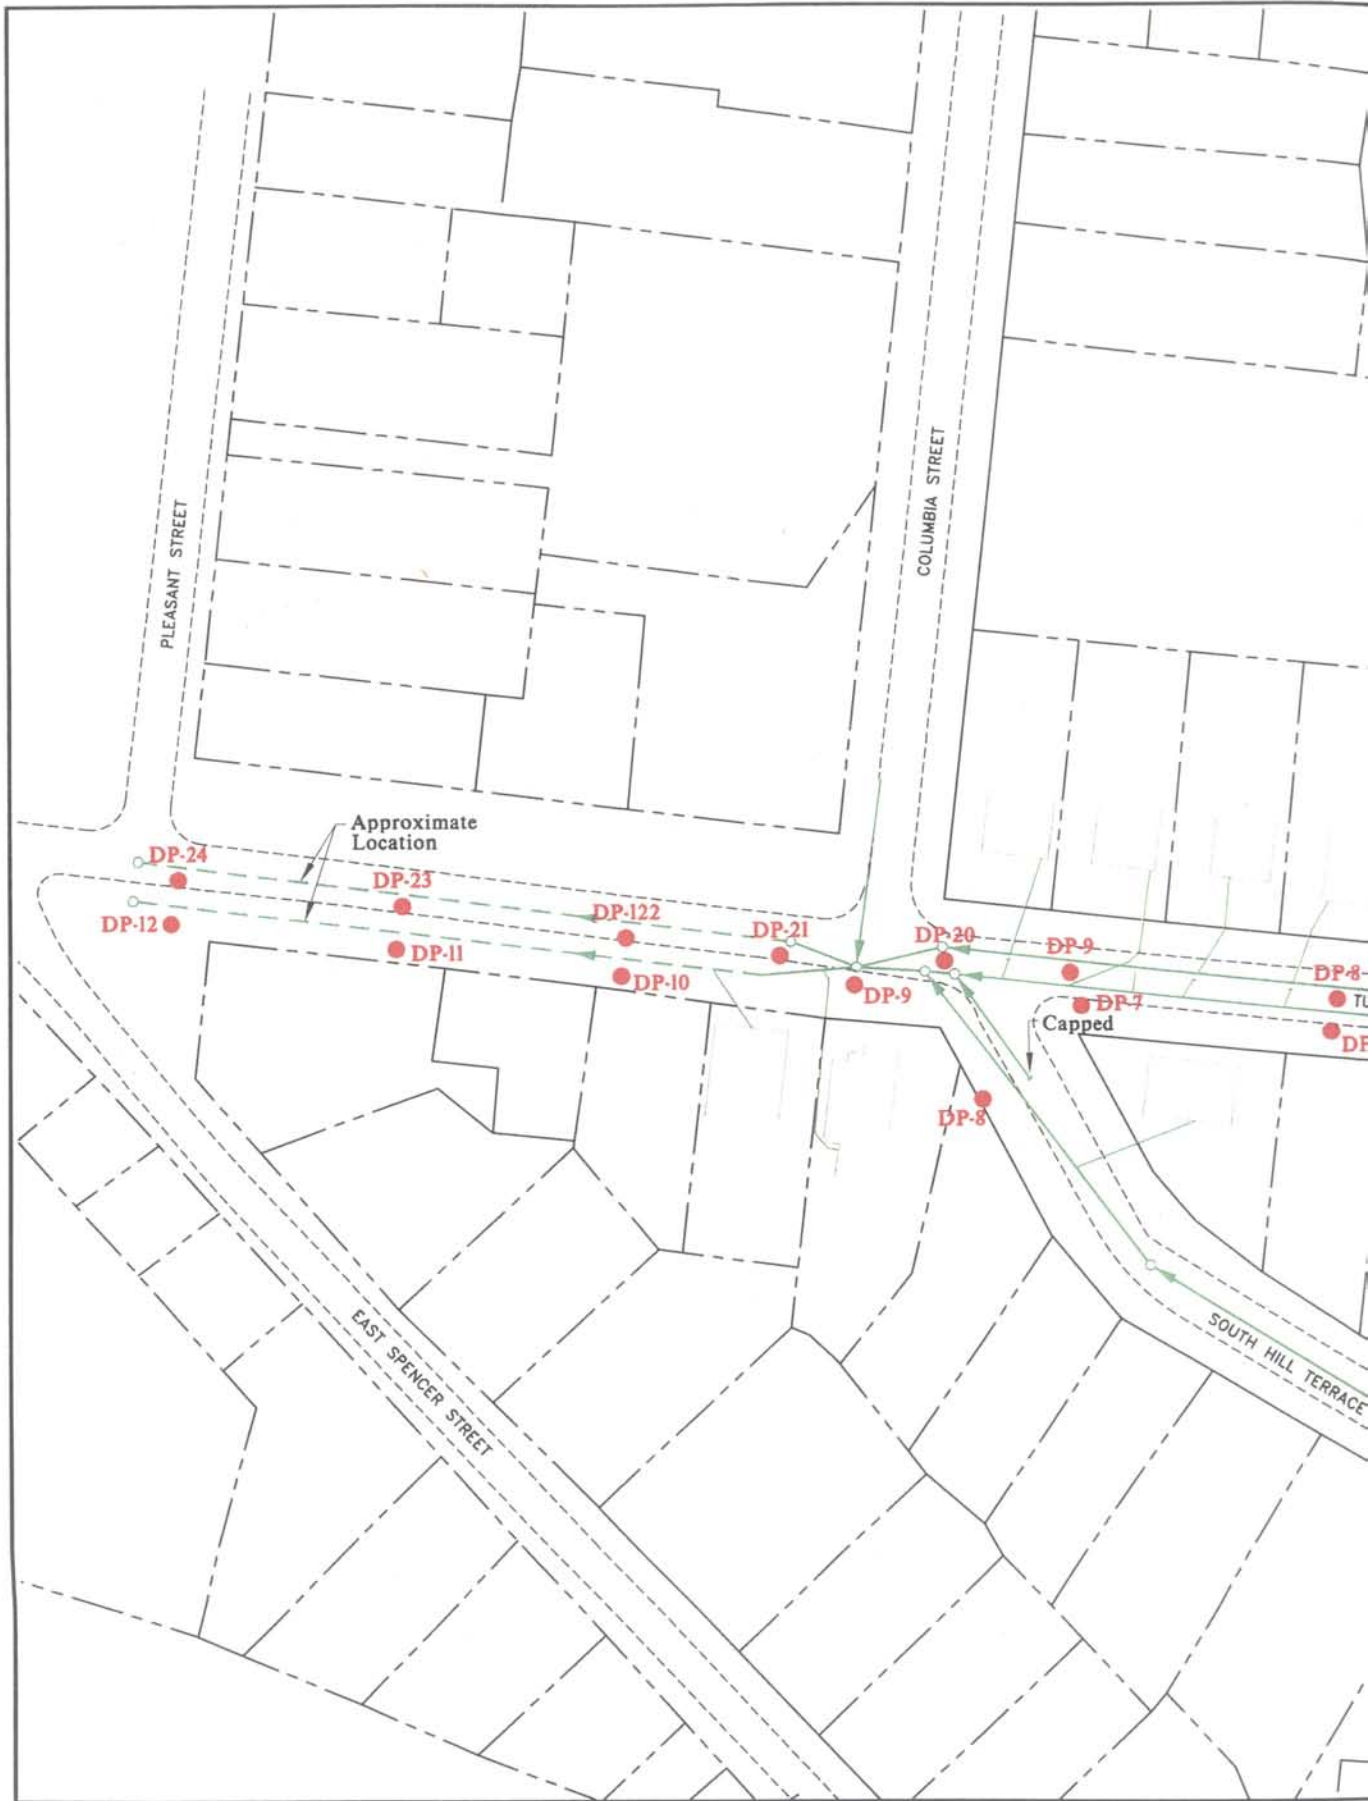 PLEASANT STREET
COLUMBIA STREET
Approximate
Location
DP-24
DP-23
DP-122
DP-21
DP-20
DP-9
DP-8
DP-12
DP-11
DP-10
DP-9
DP-7
TU
DP
Capped
DP-8
EAST SPENCER STREET
SOUTH HILL TERRACE